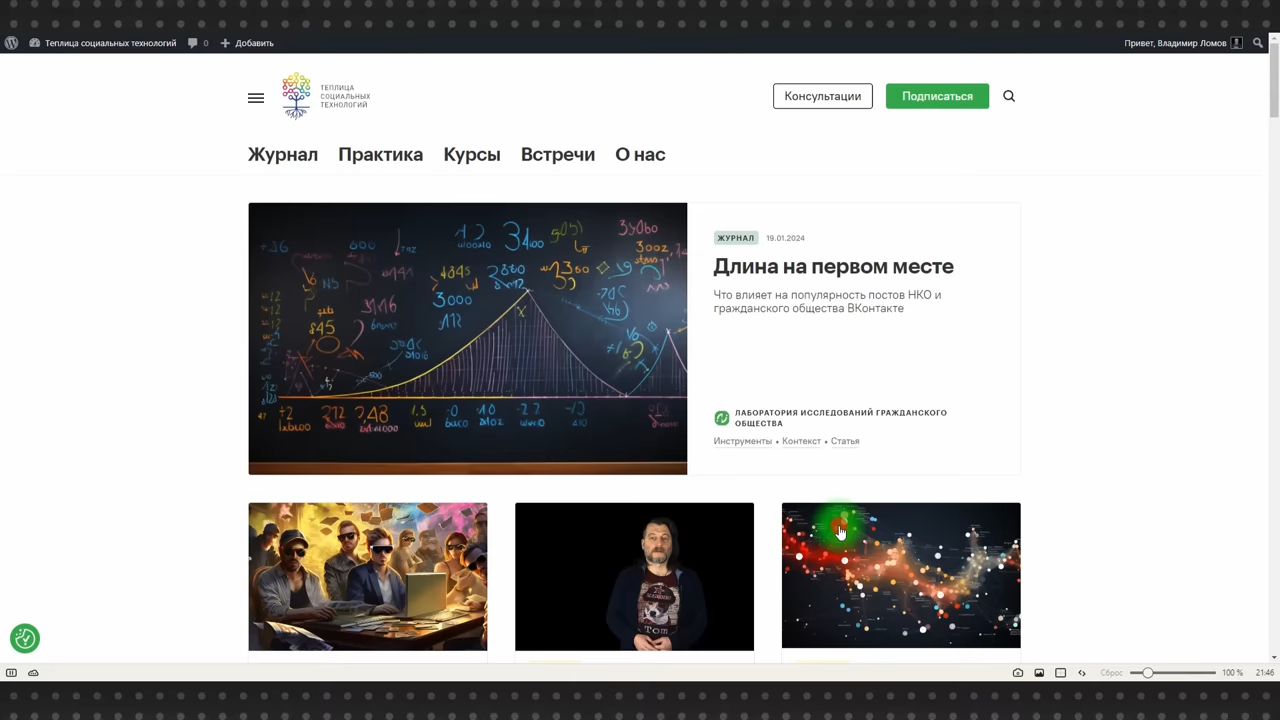 Теплица социальных технологий
0
Добавить
Привет, Владимир Ломов
ТЕПЛИЦА
СОЦИАЛЬНЫХ
ТЕХНОЛОГИЙ
Консультации
Подписаться
Журнал
Практика
Курсы
Встречи
О нас
ЖУРНАЛ
19.01.2024
Длина на первом месте
Что влияет на популярность постов НКО и
гражданского общества ВКонтакте
ЛАБОРАТОРИЯ ИССЛЕДОВАНИЙ ГРАЖДАНСКОГО
ОБЩЕСТВА
Инструменты • Контекст • Статья
Сброс
100 %
21:46